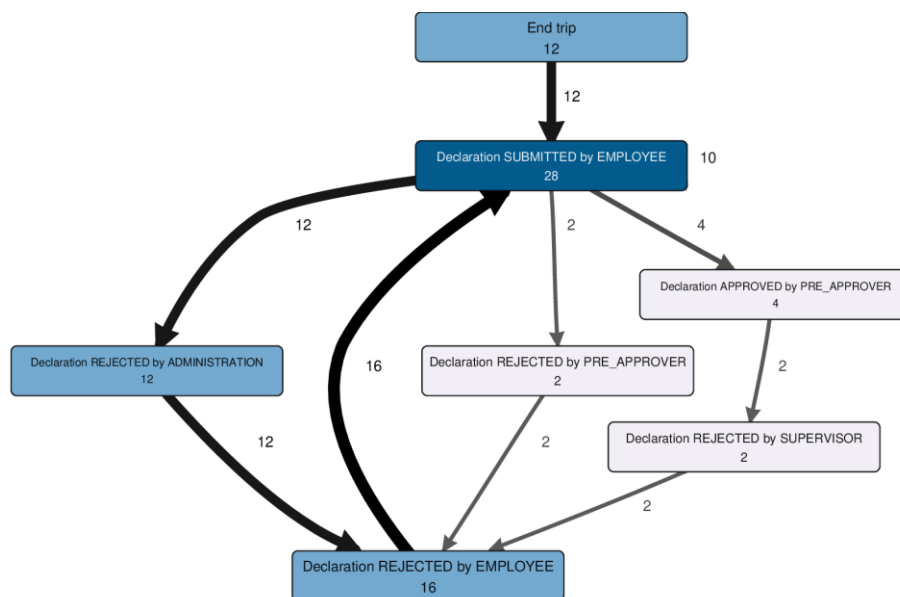 End trip
12
12
Declaration SUBMITTED by EMPLOYEE
28
10
12
2
4
Declaration APPROVED by PRE_APPROVER
4
Declaration REJECTED by ADMINISTRATION
12
16
Declaration REJECTED by PRE_APPROVER
2
2
12
2
Declaration REJECTED by SUPERVISOR
2
2
Declaration REJECTED by EMPLOYEE
16